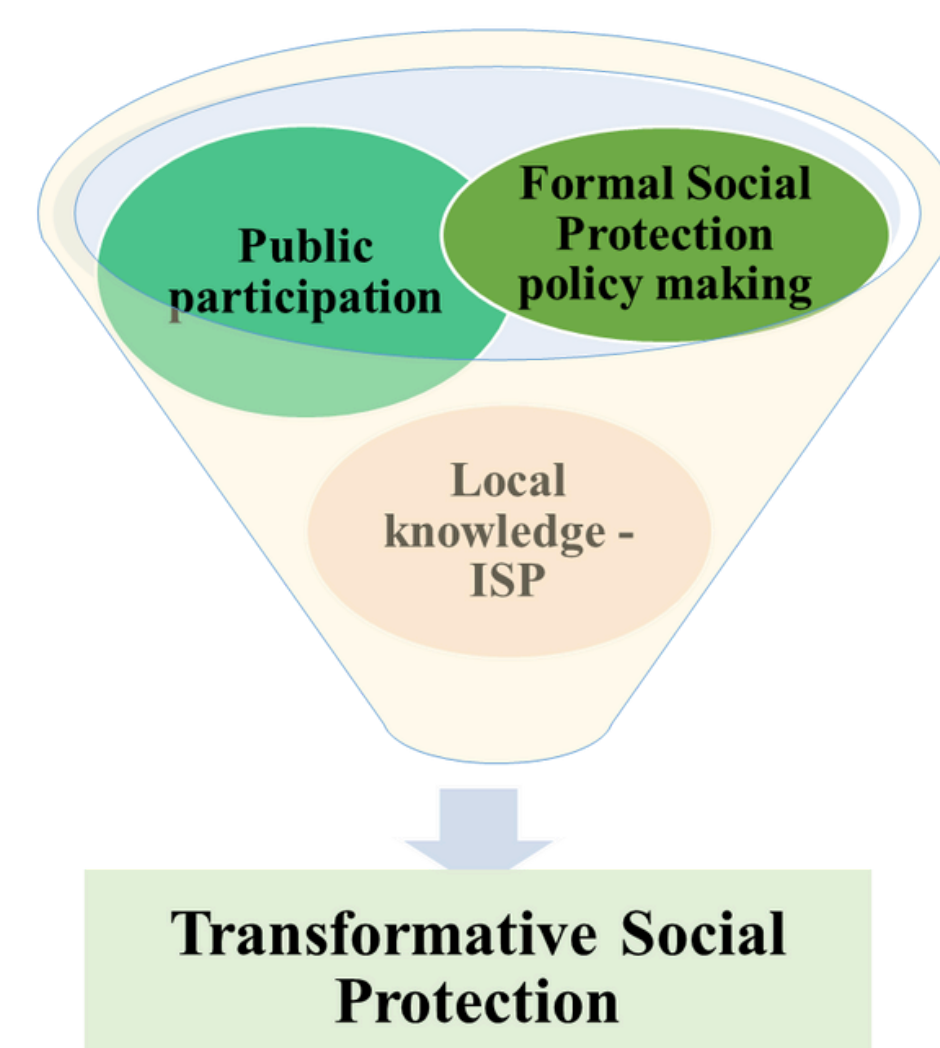 Public
participation
Formal Social
Protection
policy making
Local
knowledge -
ISP
Transformative Social
Protection